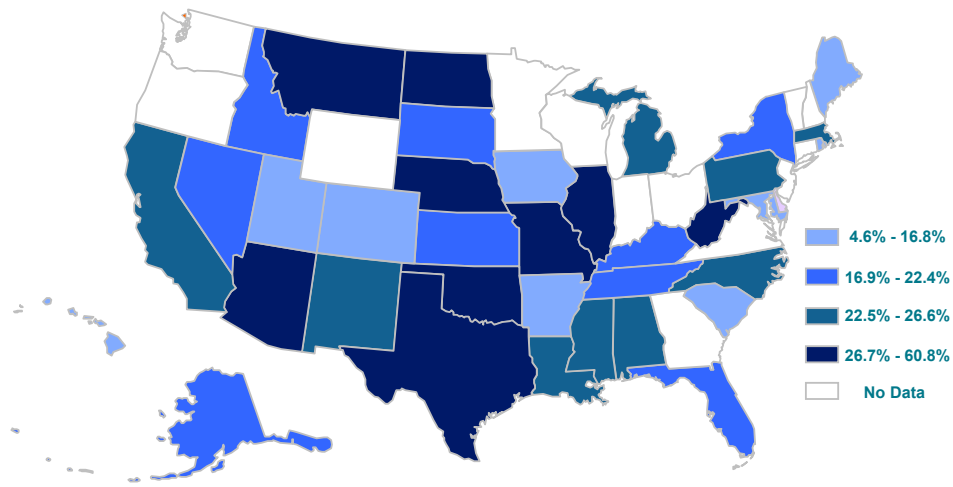 4.6% - 16.8%
16.9% - 22.4%
22.5% - 26.6%
26.7% - 60.8%
No Data